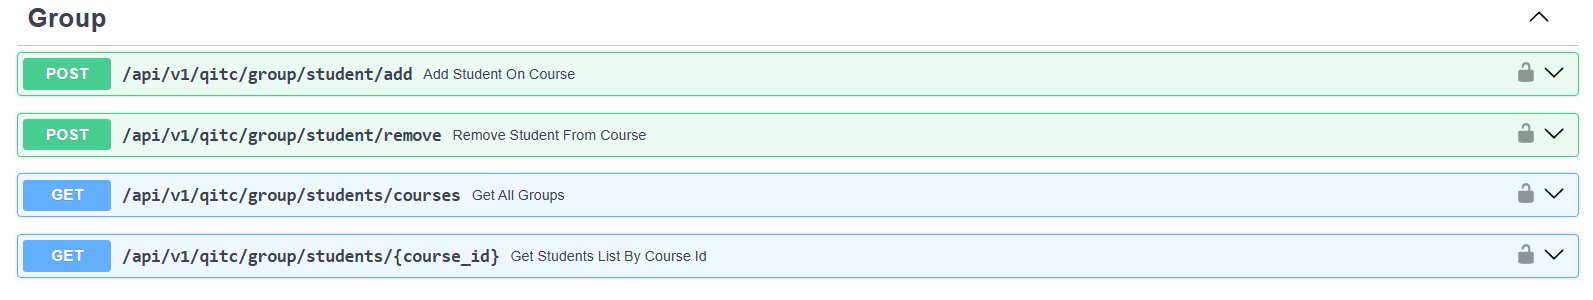 Group
POST /api/v1/qitc/group/student/add Add Student On Course
POST /api/v1/qitc/group/student/remove Remove Student From Course
GET /api/v1/qitc/group/students/courses Get All Groups
GET /api/v1/qitc/group/students/{course_id} Get Students List By Course Id